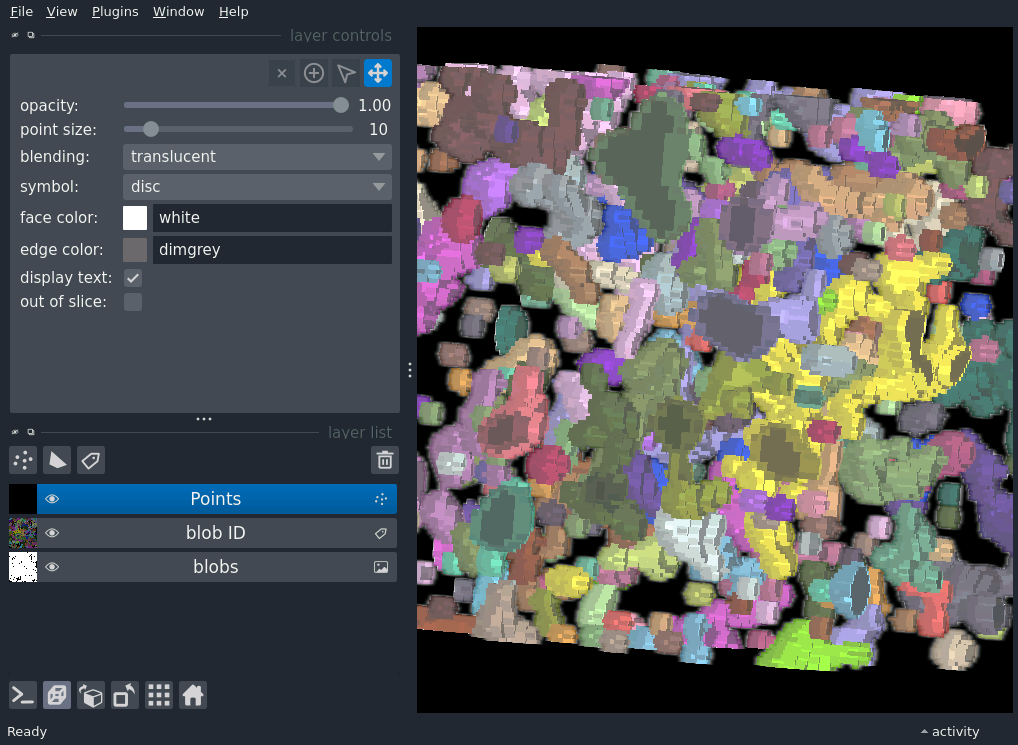 File View Plugins Window Help
layer controls
opacity: 1.00
point size: 10
blending: translucent
symbol: disc
face color: white
edge color: dimgrey
display text:
out of slice:
layer list
Points
blob ID
blobs
Ready activity